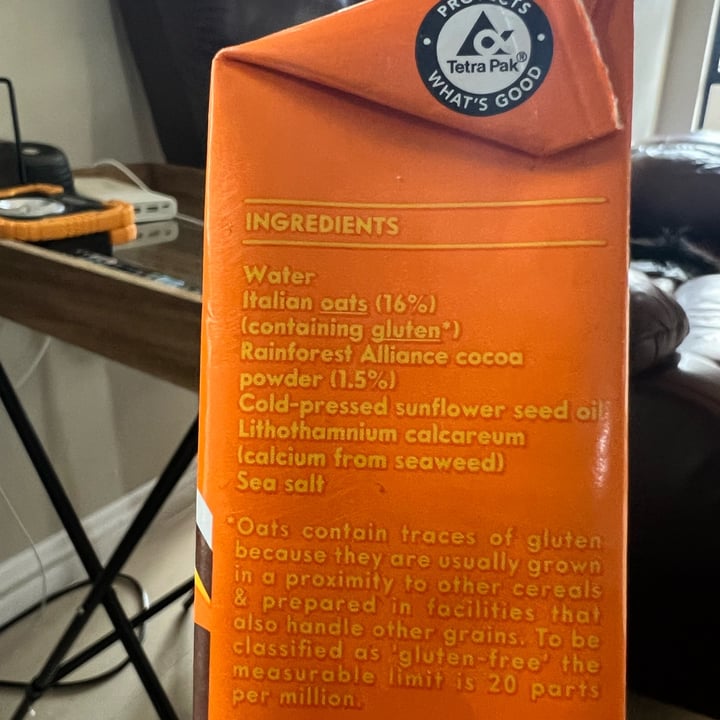 PRODUCTS
Tetra Pak®
WHAT'S GOOD
INGREDIENTS
Water
Italian oats (16%)
(containing gluten*)
Rainforest Alliance cocoa
powder (1.5%)
Cold-pressed sunflower seed oil
Lithothamnium calcareum
(calcium from seaweed)
Sea salt
*Oats contain traces of gluten
because they are usually grown
in a proximity to other cereals
& prepared in facilities that
also handle other grains. To be
classified as 'gluten-free' the
measurable limit is 20 parts
per million.